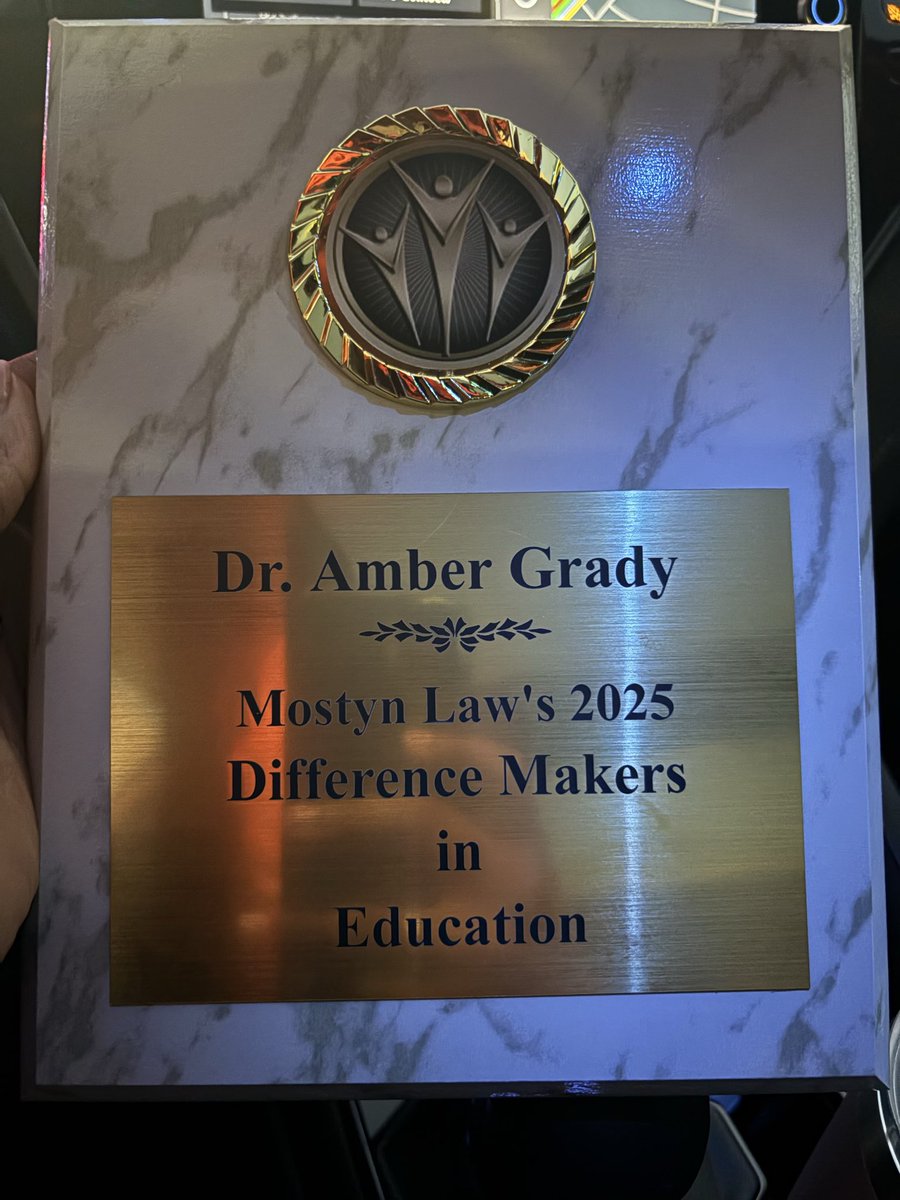 Dr. Amber Grady
Mostyn Law's 2025
Difference Makers
in
Education